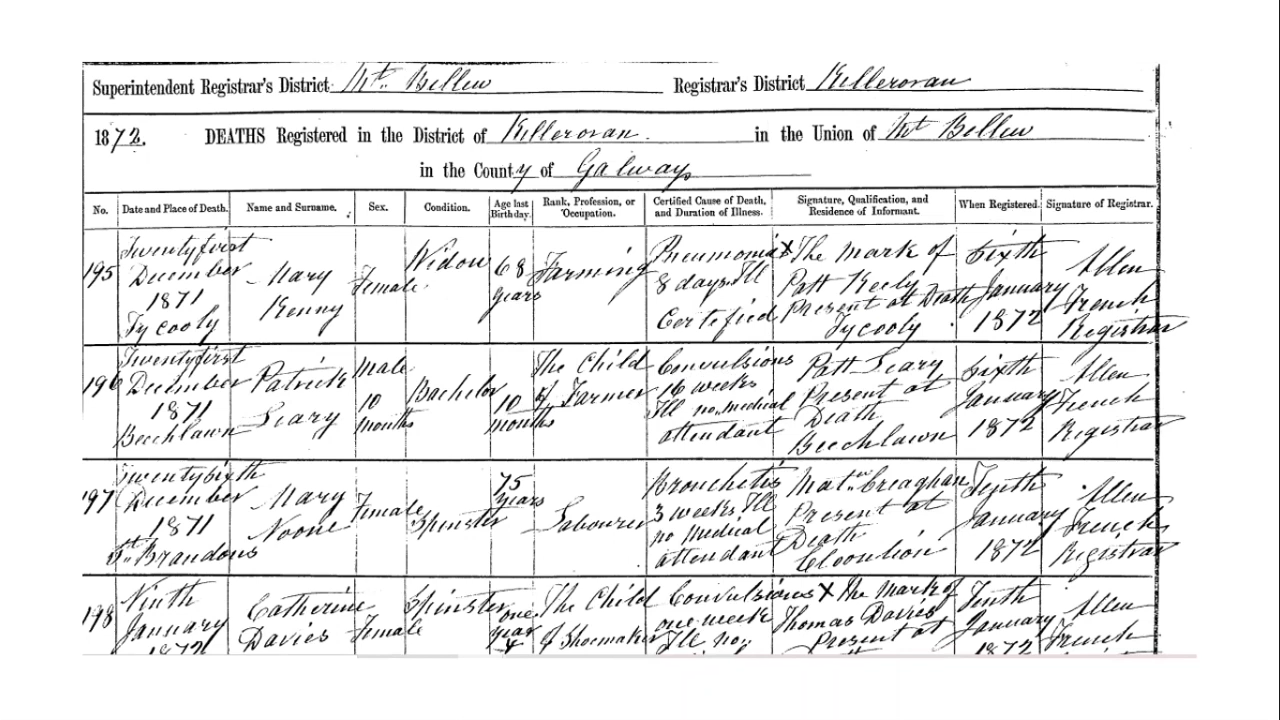 Superintendent Registrar's District Mt. Bellew Registrar's District Killeroran
1872. DEATHS Registered in the District of Killeroran. in the Union of Mt Bellew
in the County of Galway
No. Date and Place of Death. Name and Surname. Sex. Condition. Age last Birthday. Rank, Profession, or Occupation. Certified Cause of Death, and Duration of Illness. Signature, Qualification, and Residence of Informant. When Registered. Signature of Registrar.
195
Twentyfirst
December
1871
Tycooly
Mary
Kenny
Female
Widow
68
years
Farming
Pneumonia
8 days Ill
Certified
X The mark of
Patt Keely
Present at Death
Tycooly
Sixth
January
1872
Allen
French
Registrar
196
Twentyfirst
December
1871
Beechlawn
Patrick
Leary
Male
10
months
Bachelor
10
months
The Child
of Farmer
Convulsions
16 weeks
Ill no medical
attendant
Patt Leary
Present at
Death
Beechlawn
Sixth
January
1872
Allen
French
Registrar
197
Twentysixth
December
1871
St. Brandons
Mary
Noone
Female
Spinster
75
years
Labourer
Bronchetis
3 weeks Ill
no Medical
attendant
Matw Creaghan
Present at
Death
January
1872
Allen
French
Registrar
198
Ninth
January
1872
Catherine
Davies
Female
Spinster
one
year
The Child
of Shoemaker
Convulsions
one week
Ill no
X The Mark of
Thomas Davies
Present at
Tenth
January
1872
Allen
French